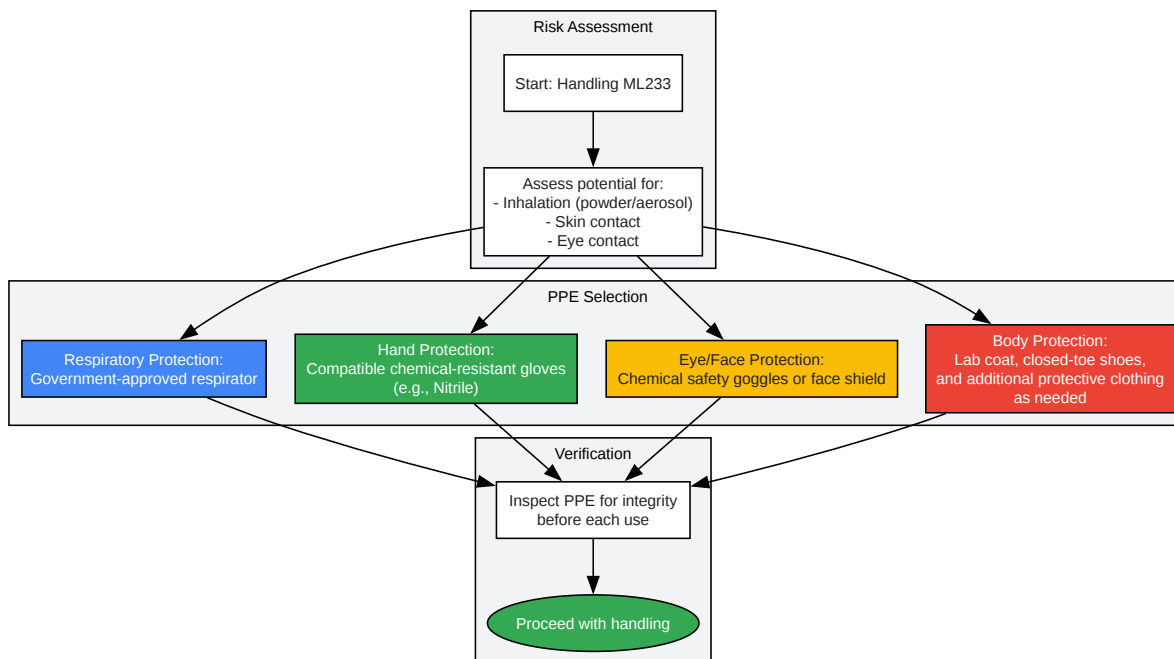 Risk Assessment
Start: Handling ML233
Assess potential for:
- Inhalation (powder/aerosol)
- Skin contact
- Eye contact
PPE Selection
Respiratory Protection:
Government-approved respirator
Hand Protection:
Compatible chemical-resistant gloves
(e.g., Nitrile)
Eye/Face Protection:
Chemical safety goggles or face shield
Body Protection:
Lab coat, closed-toe shoes,
and additional protective clothing
as needed
Verification
Inspect PPE for integrity
before each use
Proceed with handling